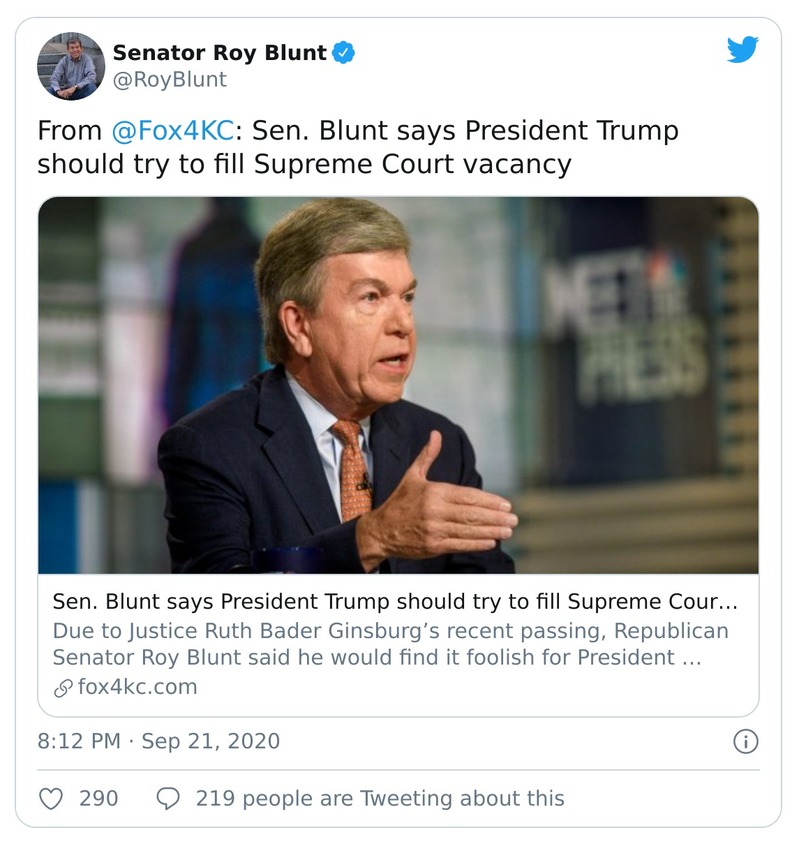 Senator Roy Blunt
@RoyBlunt
From @Fox4KC: Sen. Blunt says President Trump
should try to fill Supreme Court vacancy
MEET
THE
PRESS
Sen. Blunt says President Trump should try to fill Supreme Cour...
Due to Justice Ruth Bader Ginsburg’s recent passing, Republican
Senator Roy Blunt said he would find it foolish for President ...
fox4kc.com
8:12 PM · Sep 21, 2020
290 219 people are Tweeting about this